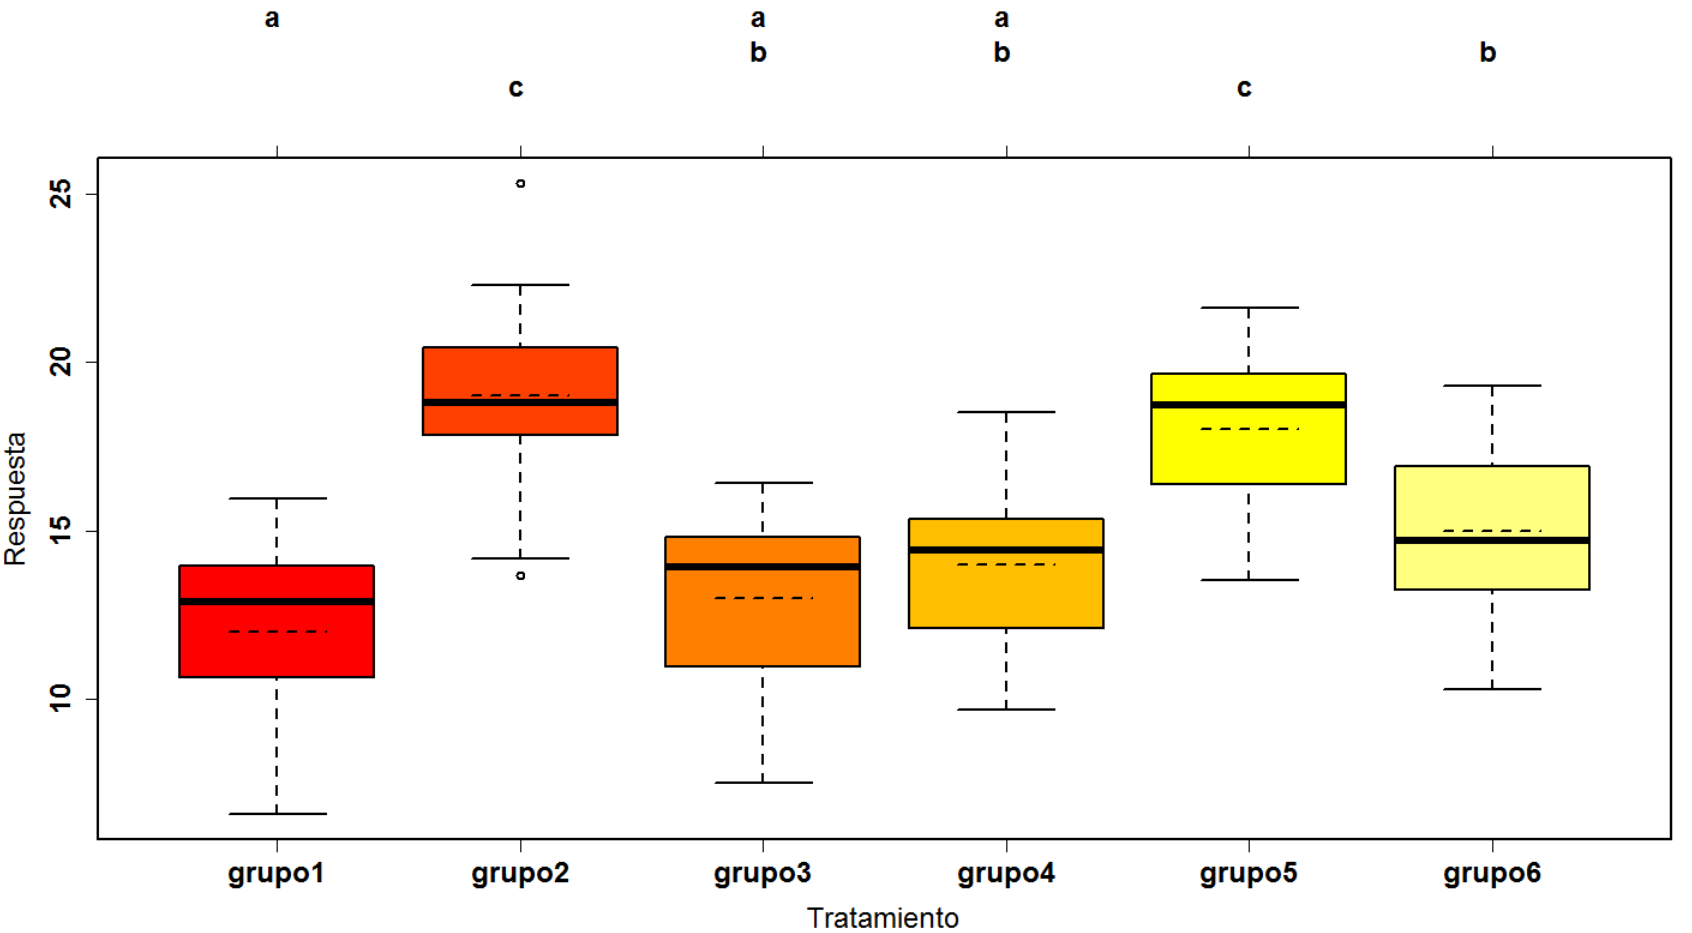 a a a
b b b
c c
25
20
15
10
Respuesta
grupo1 grupo2 grupo3 grupo4 grupo5 grupo6
Tratamiento